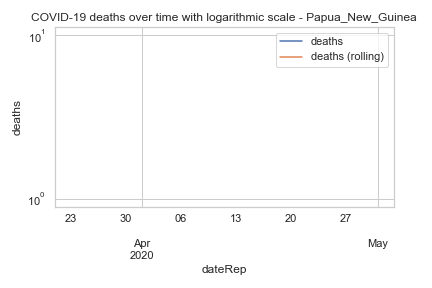 COVID-19 deaths over time with logarithmic scale - Papua_New_Guinea
deaths
deaths (rolling)
10¹
deaths
10⁰
23 30 06 13 20 27
Apr May
2020
dateRep